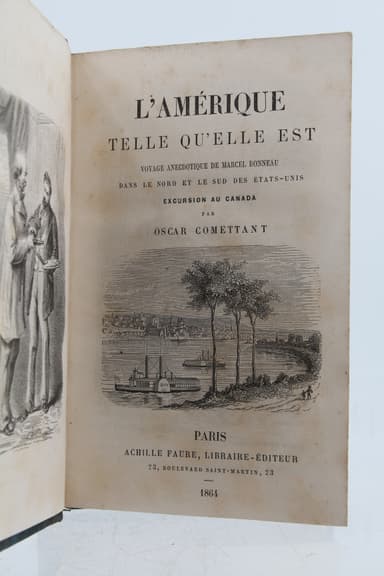 L'AMÉRIQUE
TELLE QU'ELLE EST
VOYAGE ANECDOTIQUE DE MARCEL BONNEAU
DANS LE NORD ET LE SUD DES ÉTATS-UNIS
EXCURSION AU CANADA
PAR
OSCAR COMETTANT
PARIS
ACHILLE FAURE, LIBRAIRE-ÉDITEUR
23, BOULEVARD SAINT-MARTIN, 23
1864